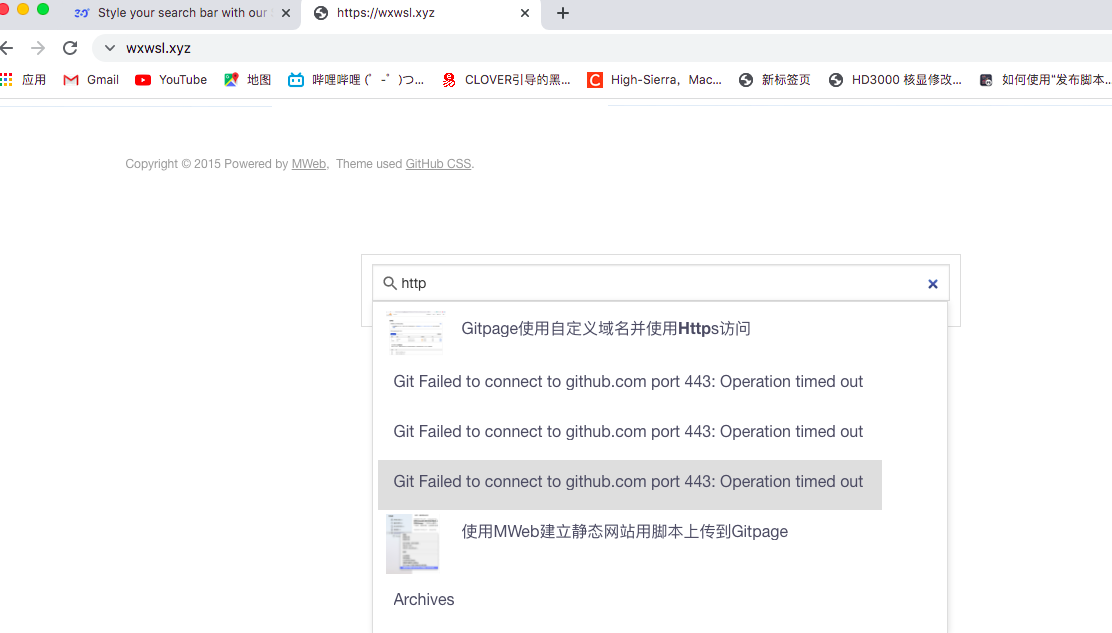 Style your search bar with our
https://wxwsl.xyz
wxwsl.xyz
应用 Gmail YouTube 地图 哔哩哔哩 (゜-゜)つ... CLOVER引导的黑... High-Sierra，Mac... 新标签页 HD3000 核显修改... 如何使用"发布脚本...
Copyright © 2015 Powered by MWeb,  Theme used GitHub CSS.
http
Gitpage使用自定义域名并使用Https访问
Git Failed to connect to github.com port 443: Operation timed out
Git Failed to connect to github.com port 443: Operation timed out
Git Failed to connect to github.com port 443: Operation timed out
使用MWeb建立静态网站用脚本上传到Gitpage
Archives